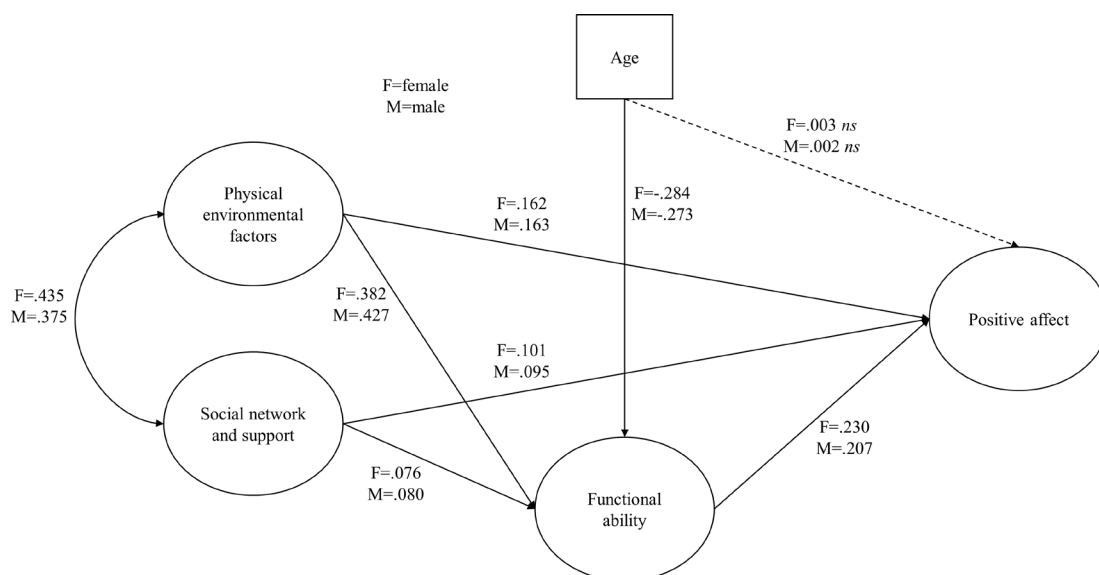 Age
F=female
M=male
F=.003 ns
M=.002 ns
Physical
environmental
factors
F=.162
M=.163
F=-.284
M=-.273
F=.435
M=.375
F=.382
M=.427
Positive affect
F=.101
M=.095
Social network
and support
F=.230
M=.207
F=.076
M=.080
Functional
ability